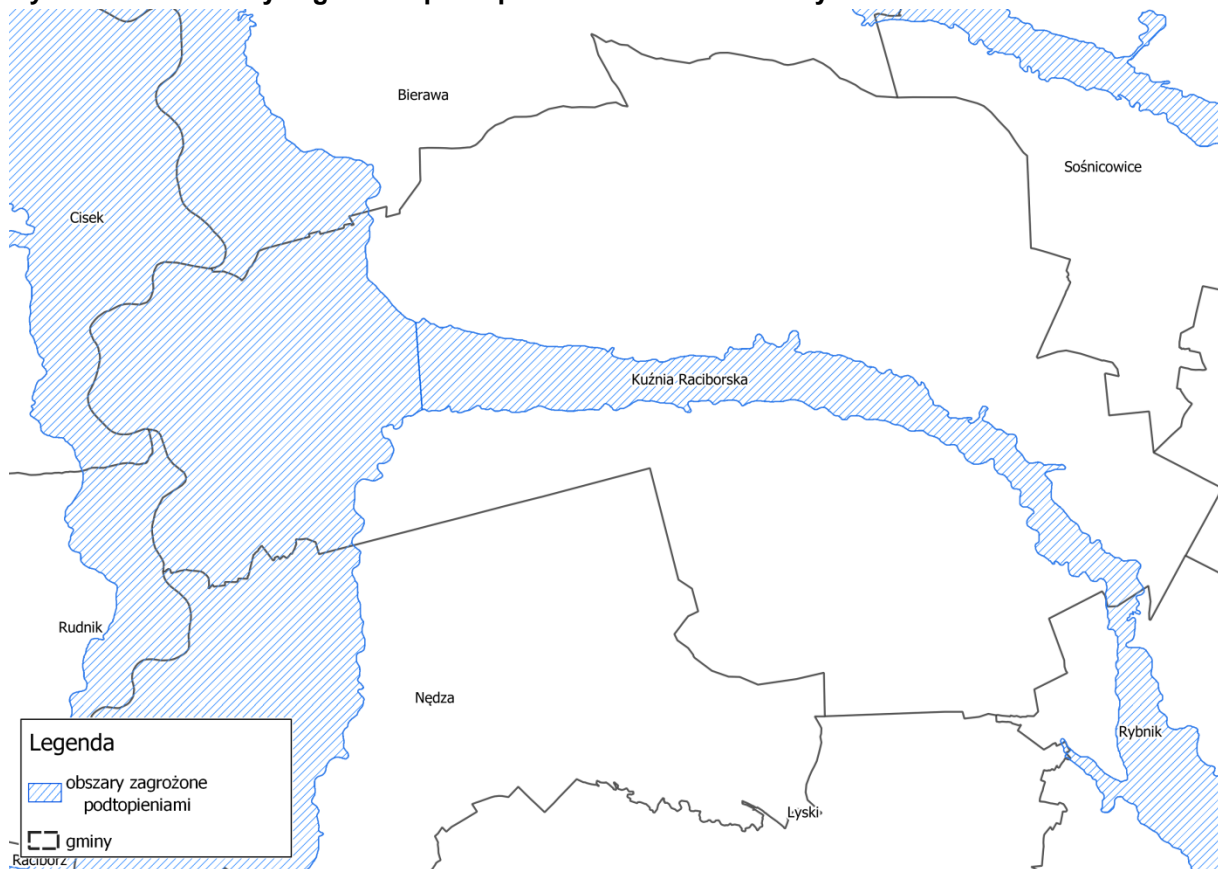 Bierawa
Sośnicowice
Cisek
Kuźnia Raciborska
Rudnik
Nędza
Rybnik
Lyski
Legenda
obszary zagrożone
podtopieniami
gminy
Racibórz